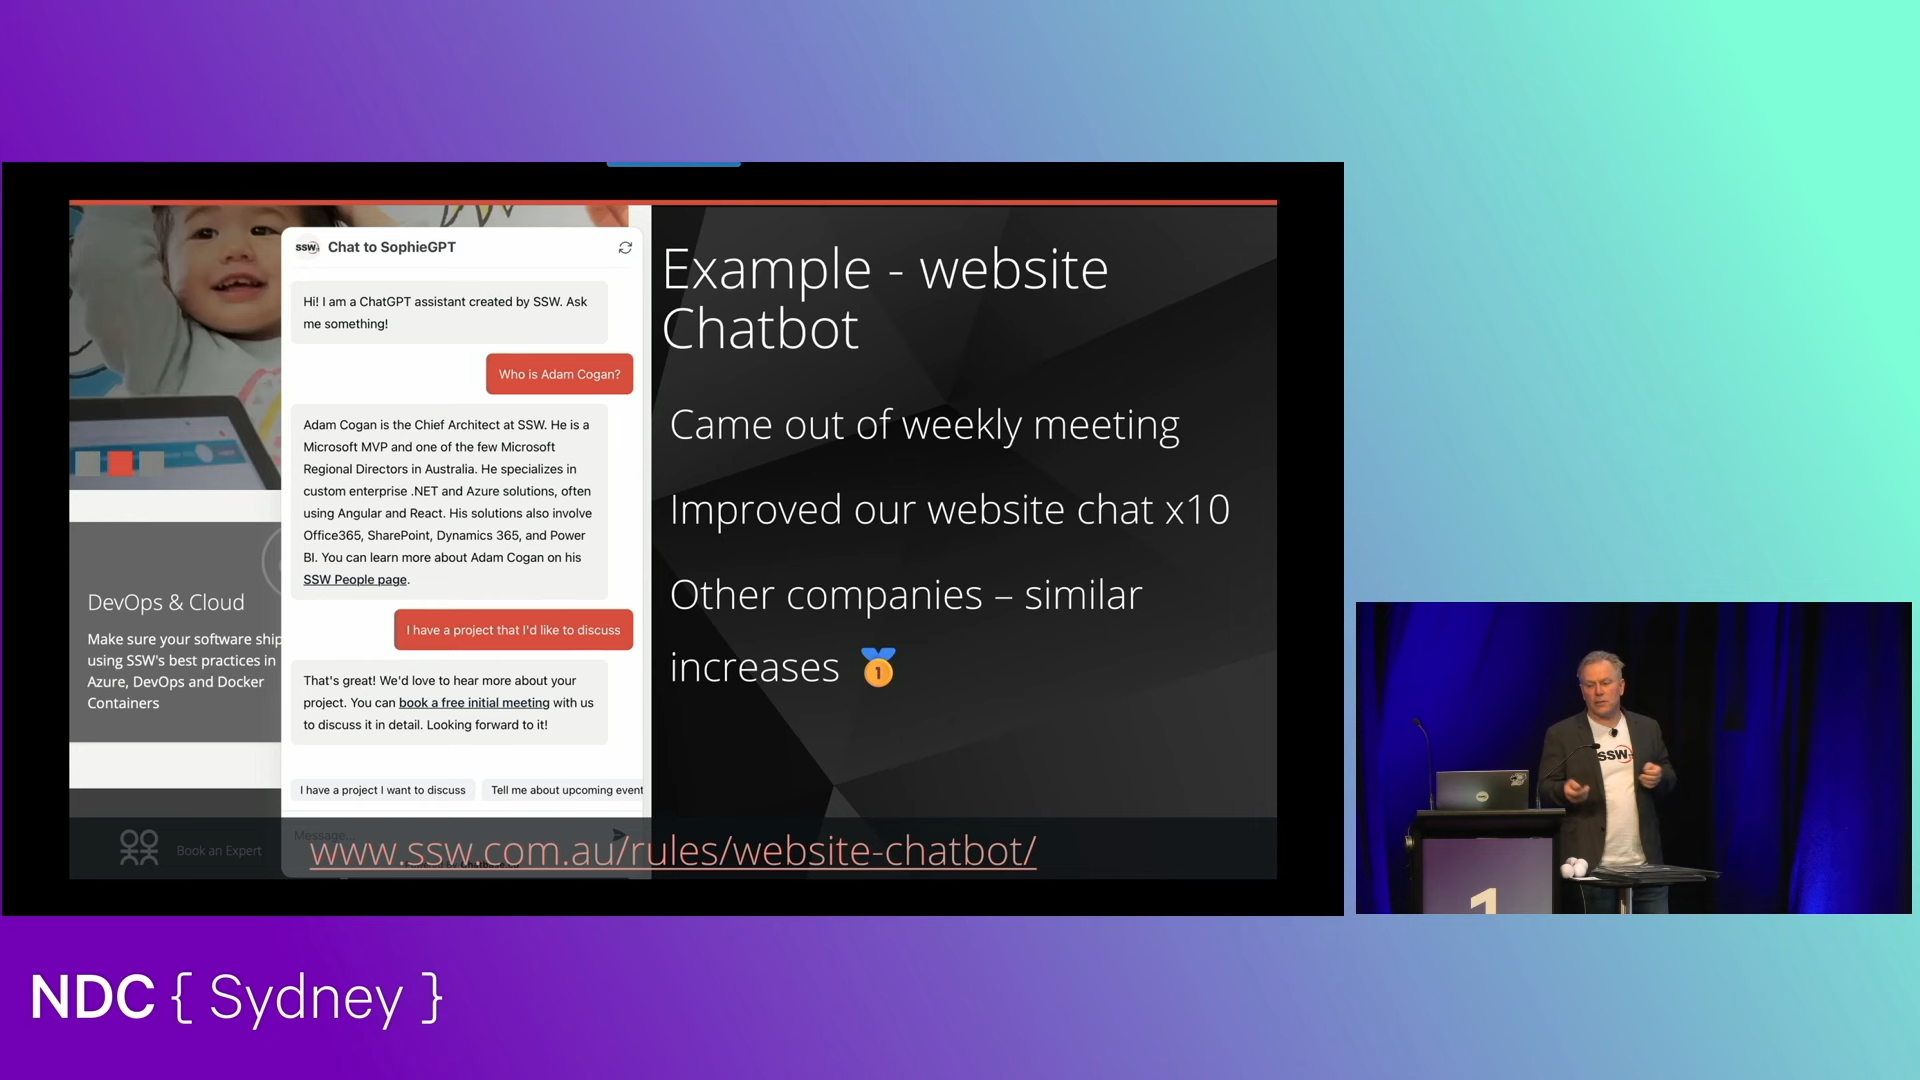 SSW
Chat to SophieGPT
Hi! I am a ChatGPT assistant created by SSW. Ask
me something!
Who is Adam Cogan?
Adam Cogan is the Chief Architect at SSW. He is a
Microsoft MVP and one of the few Microsoft
Regional Directors in Australia. He specializes in
custom enterprise .NET and Azure solutions, often
using Angular and React. His solutions also involve
Office365, SharePoint, Dynamics 365, and Power
BI. You can learn more about Adam Cogan on his
SSW People page.
I have a project that I'd like to discuss
That's great! We'd love to hear more about your
project. You can book a free initial meeting with us
to discuss it in detail. Looking forward to it!
I have a project I want to discuss
Tell me about upcoming event
Message...
DevOps & Cloud
Make sure your software ship
using SSW's best practices in
Azure, DevOps and Docker
Containers
Book an Expert
Example - website
Chatbot
Came out of weekly meeting
Improved our website chat x10
Other companies – similar
increases 🥇
www.ssw.com.au/rules/website-chatbot/
SSW
1
NDC { Sydney }